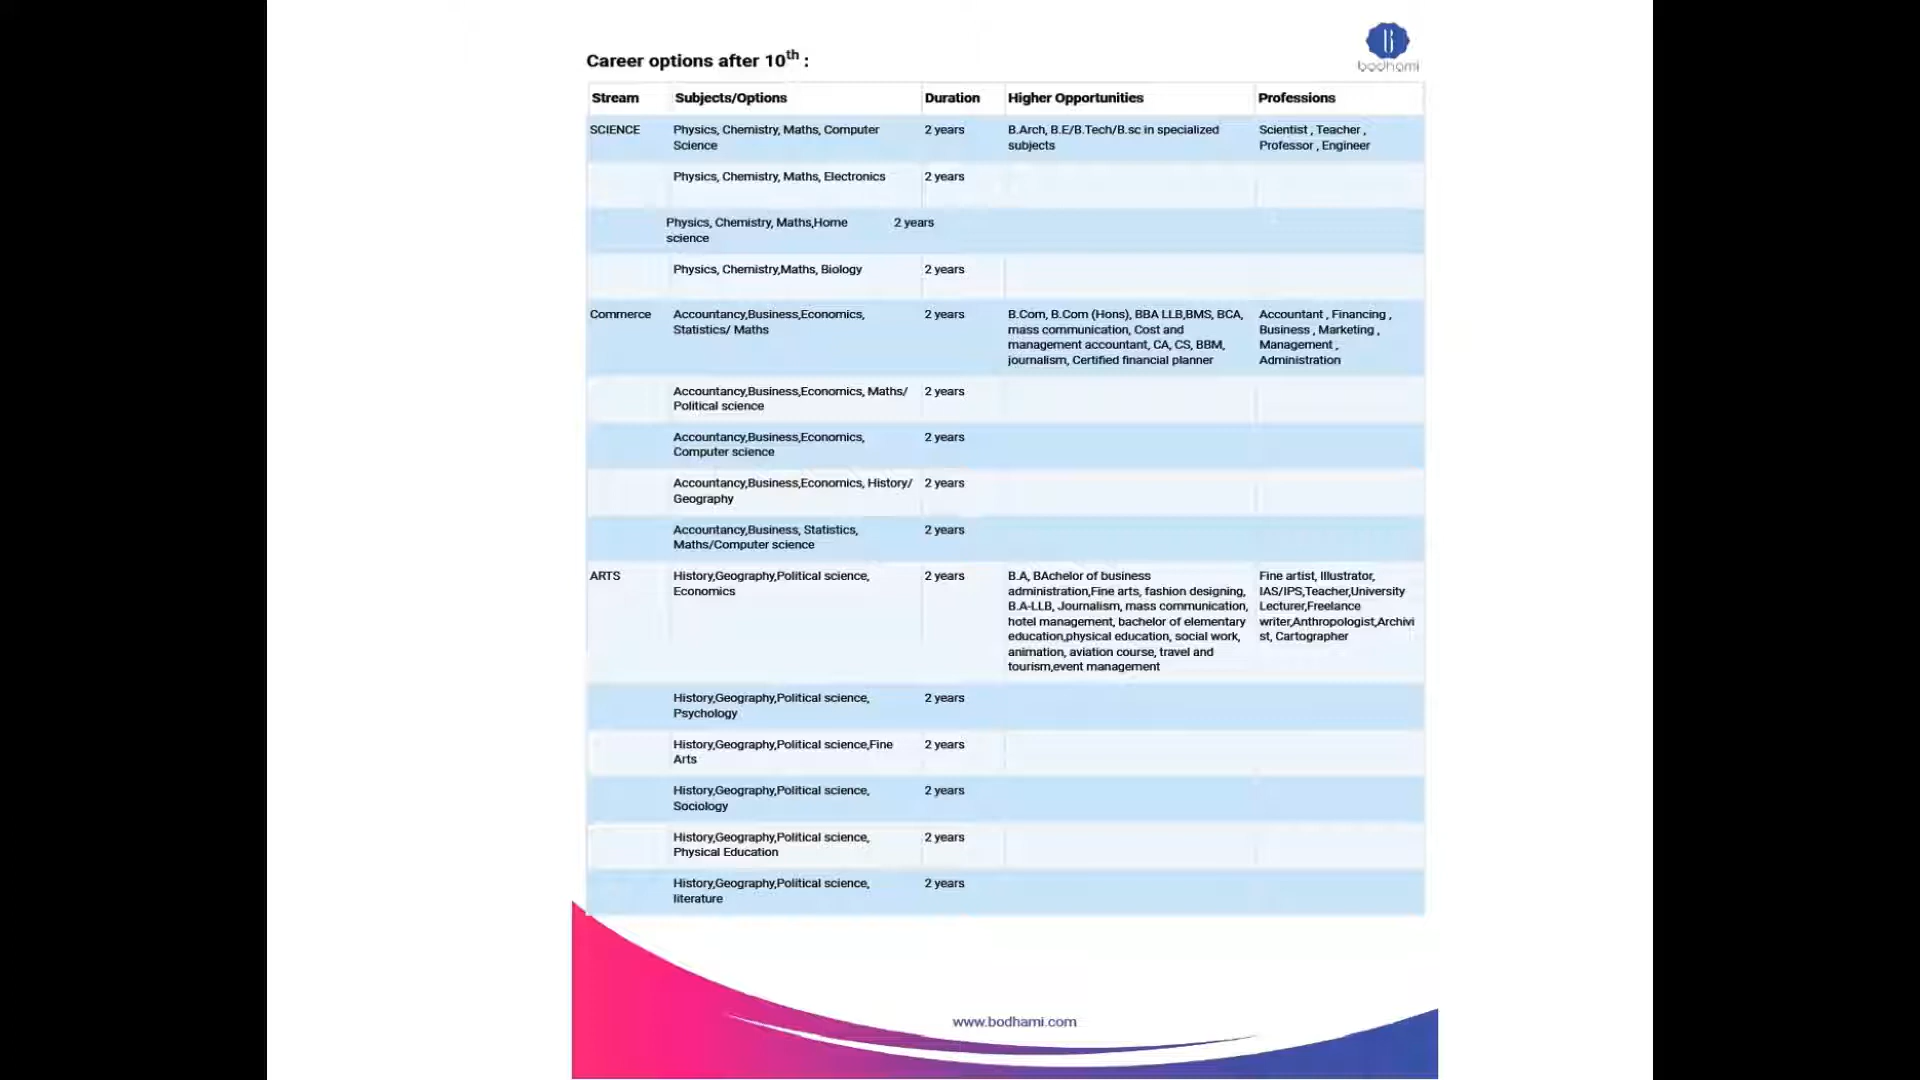 bodhami
Career options after 10th :
Stream Subjects/Options Duration Higher Opportunities Professions
SCIENCE Physics, Chemistry, Maths, Computer 2 years B.Arch, B.E/B.Tech/B.sc in specialized Scientist , Teacher ,
Science subjects Professor , Engineer
Physics, Chemistry, Maths, Electronics 2 years
Physics, Chemistry, Maths,Home 2 years
science
Physics, Chemistry,Maths, Biology 2 years
Commerce Accountancy,Business,Economics, 2 years B.Com, B.Com (Hons), BBA LLB,BMS, BCA, Accountant , Financing ,
Statistics/ Maths mass communication, Cost and Business , Marketing ,
management accountant, CA, CS, BBM, Management ,
journalism, Certified financial planner Administration
Accountancy,Business,Economics, Maths/ 2 years
Political science
Accountancy,Business,Economics, 2 years
Computer science
Accountancy,Business,Economics, History/ 2 years
Geography
Accountancy,Business, Statistics, 2 years
Maths/Computer science
ARTS History,Geography,Political science, 2 years B.A, BAchelor of business Fine artist, Illustrator,
Economics administration,Fine arts, fashion designing, IAS/IPS,Teacher,University
B.A-LLB, Journalism, mass communication, Lecturer,Freelance
hotel management, bachelor of elementary writer,Anthropologist,Archivi
education,physical education, social work, st, Cartographer
animation, aviation course, travel and
tourism,event management
History,Geography,Political science, 2 years
Psychology
History,Geography,Political science,Fine 2 years
Arts
History,Geography,Political science, 2 years
Sociology
History,Geography,Political science, 2 years
Physical Education
History,Geography,Political science, 2 years
literature
www.bodhami.com